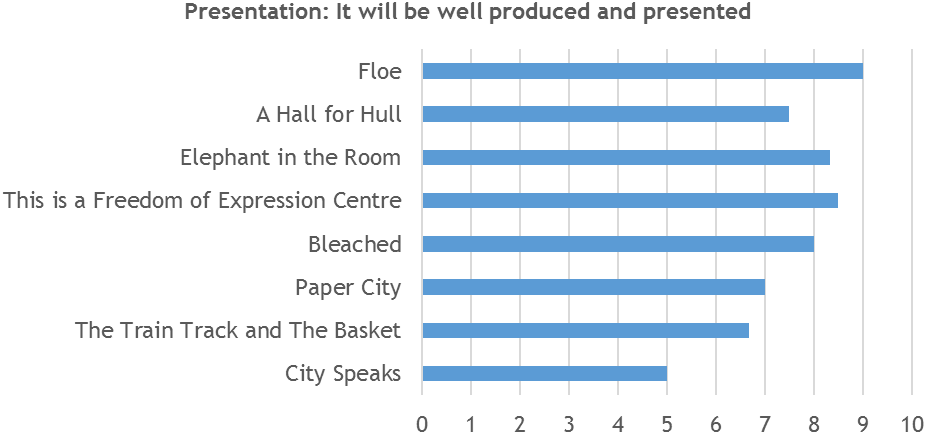 Presentation: It will be well produced and presented
Floe
A Hall for Hull
Elephant in the Room
This is a Freedom of Expression Centre
Bleached
Paper City
The Train Track and The Basket
City Speaks
0 1 2 3 4 5 6 7 8 9 10